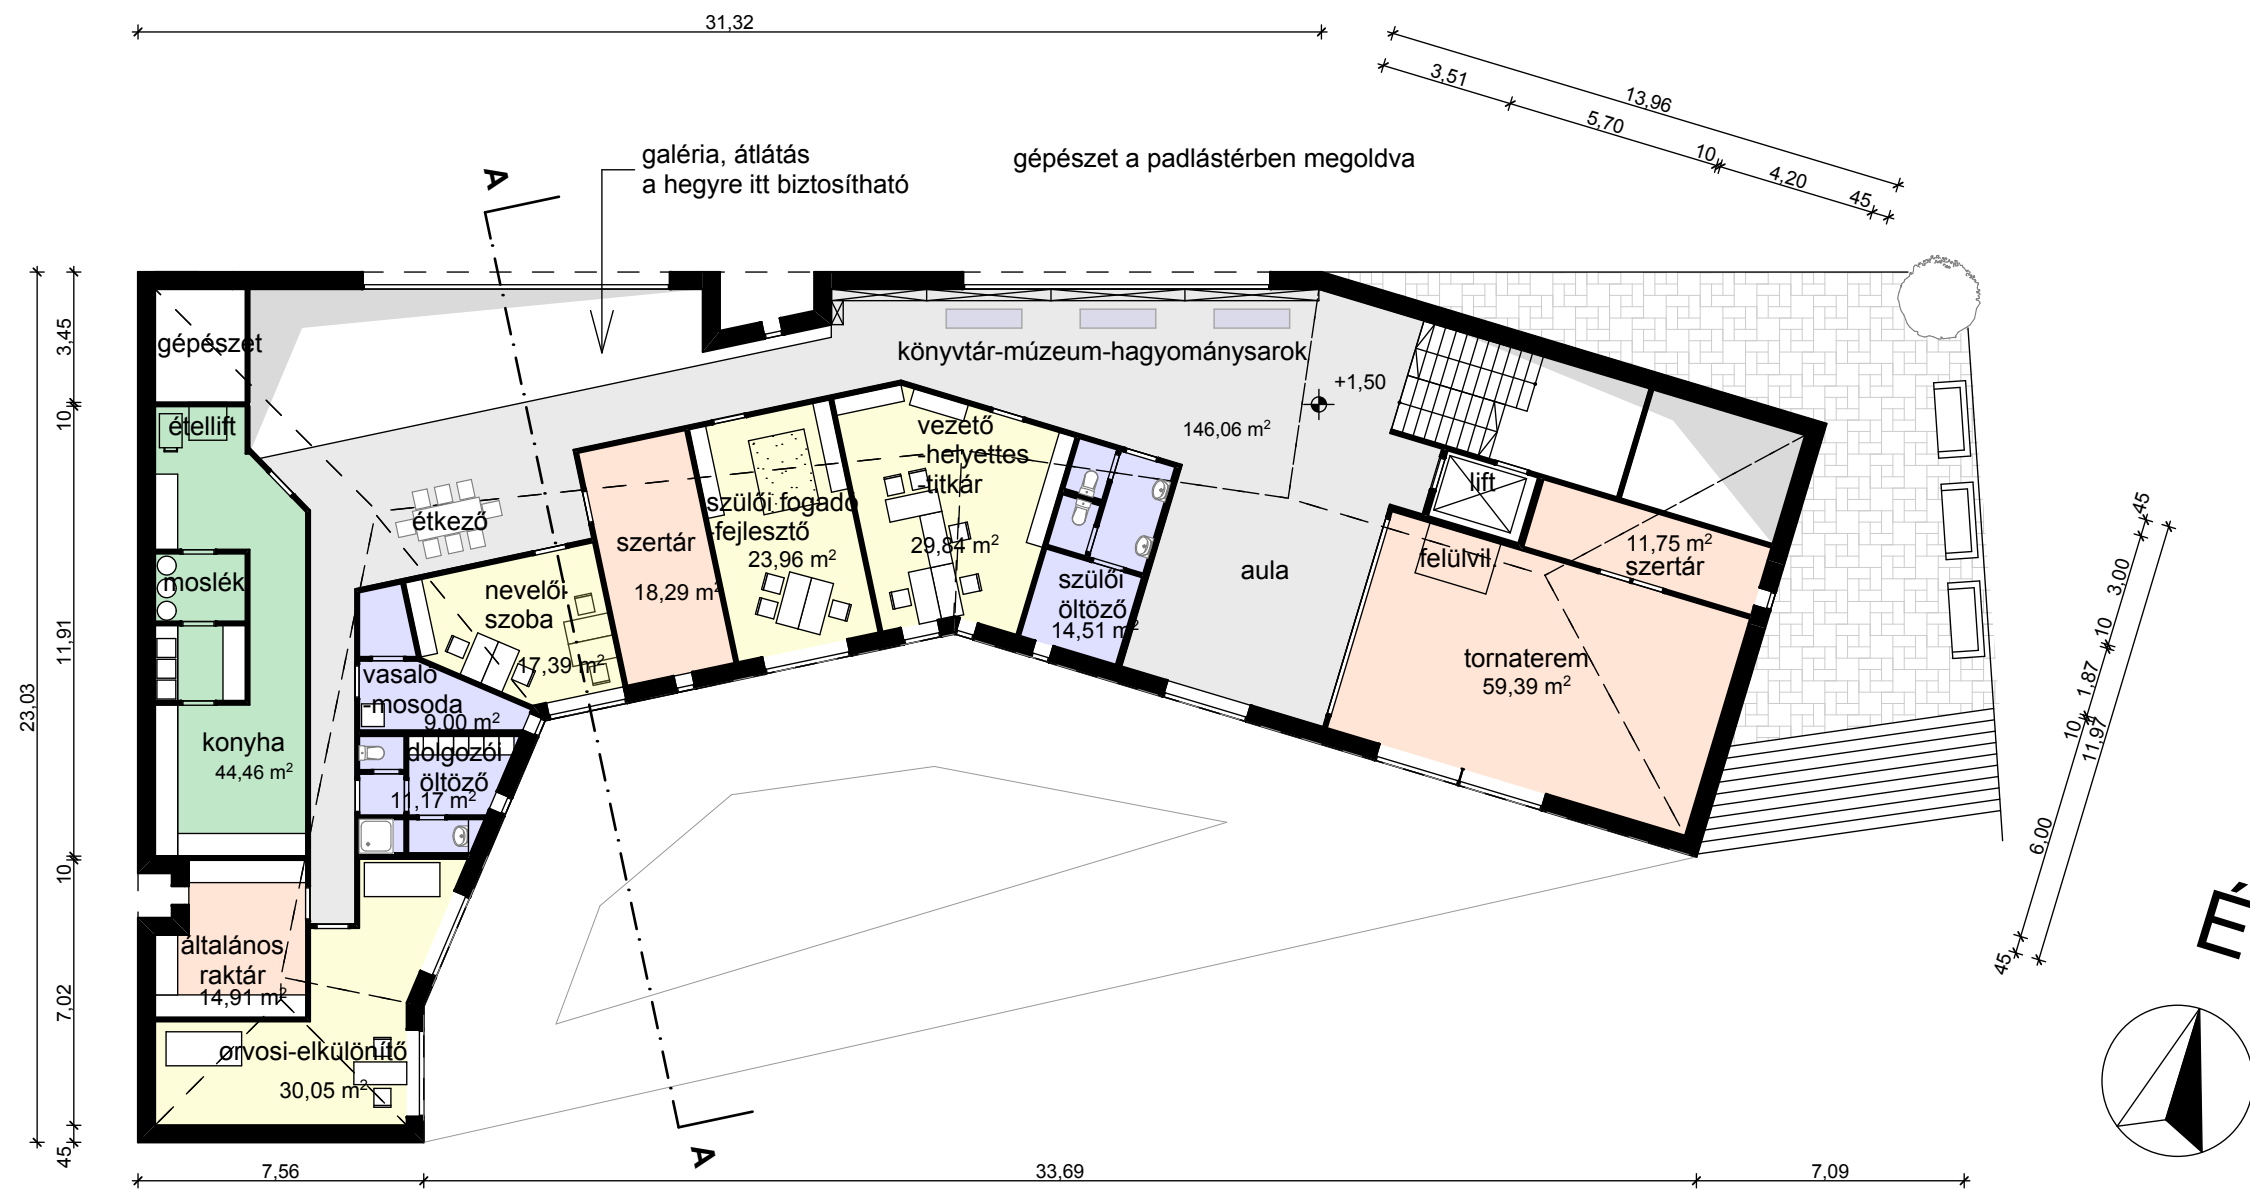 31,32
3,51
13,96
5,70
10
4,20
45
galéria, átlátás
a hegyre itt biztosítható
gépészet a padlástérben megoldva
A
gépészet
könyvtár-múzeum-hagyománysarok
+1,50
146,06 m²
ételllift
étkező
moslék
konyha
44,46 m²
vasaló
-mosoda
9,00 m²
dolgozói
öltöző
11,17 m²
nevelői
szoba
17,39 m²
szertár
18,29 m²
szülői fogadó
-fejlesztő
23,96 m²
vezető
-helyettes
-titkár
29,84 m²
szülői
öltöző
14,51 m²
aula
lift
felülvil.
11,75 m²
szertár
tornaterem
59,39 m²
általános
raktár
14,91 m²
orvosi-elkülönítő
30,05 m²
A
23,03
3,45
10
11,91
10
7,02
45
7,56
33,69
7,09
45
3,00
10
1,87
10
11,97
6,00
45
É